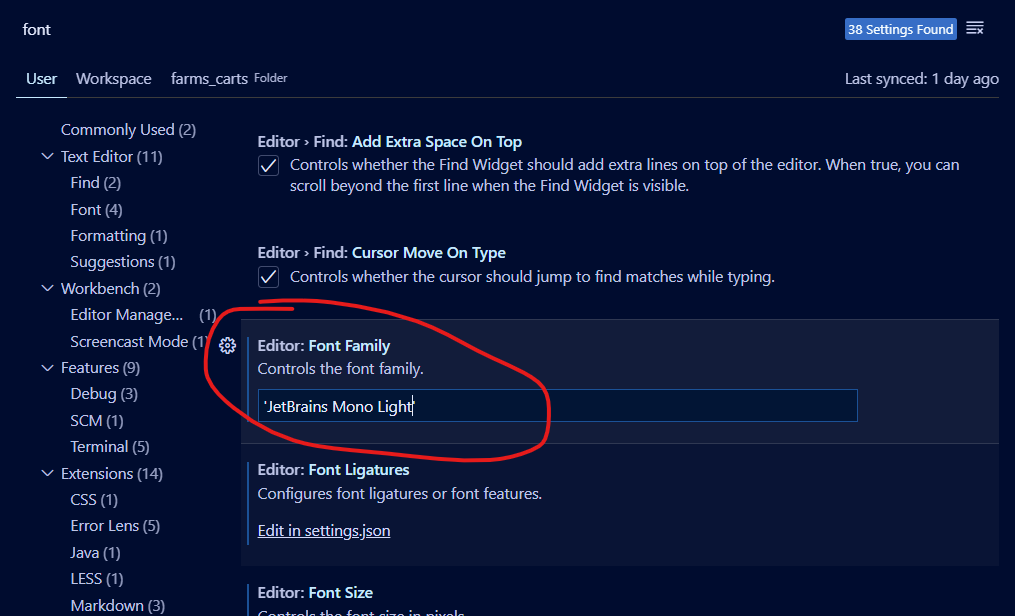 font
38 Settings Found
User Workspace farms_carts Folder
Last synced: 1 day ago
Commonly Used (2)
Text Editor (11)
Find (2)
Font (4)
Formatting (1)
Suggestions (1)
Workbench (2)
Editor Manage... (1)
Screencast Mode (1)
Features (9)
Debug (3)
SCM (1)
Terminal (5)
Extensions (14)
CSS (1)
Error Lens (5)
Java (1)
LESS (1)
Markdown (3)
Editor › Find: Add Extra Space On Top
Controls whether the Find Widget should add extra lines on top of the editor. When true, you can
scroll beyond the first line when the Find Widget is visible.
Editor › Find: Cursor Move On Type
Controls whether the cursor should jump to find matches while typing.
Editor: Font Family
Controls the font family.
'JetBrains Mono Light
Editor: Font Ligatures
Configures font ligatures or font features.
Edit in settings.json
Editor: Font Size
Controls the font size in pixels.